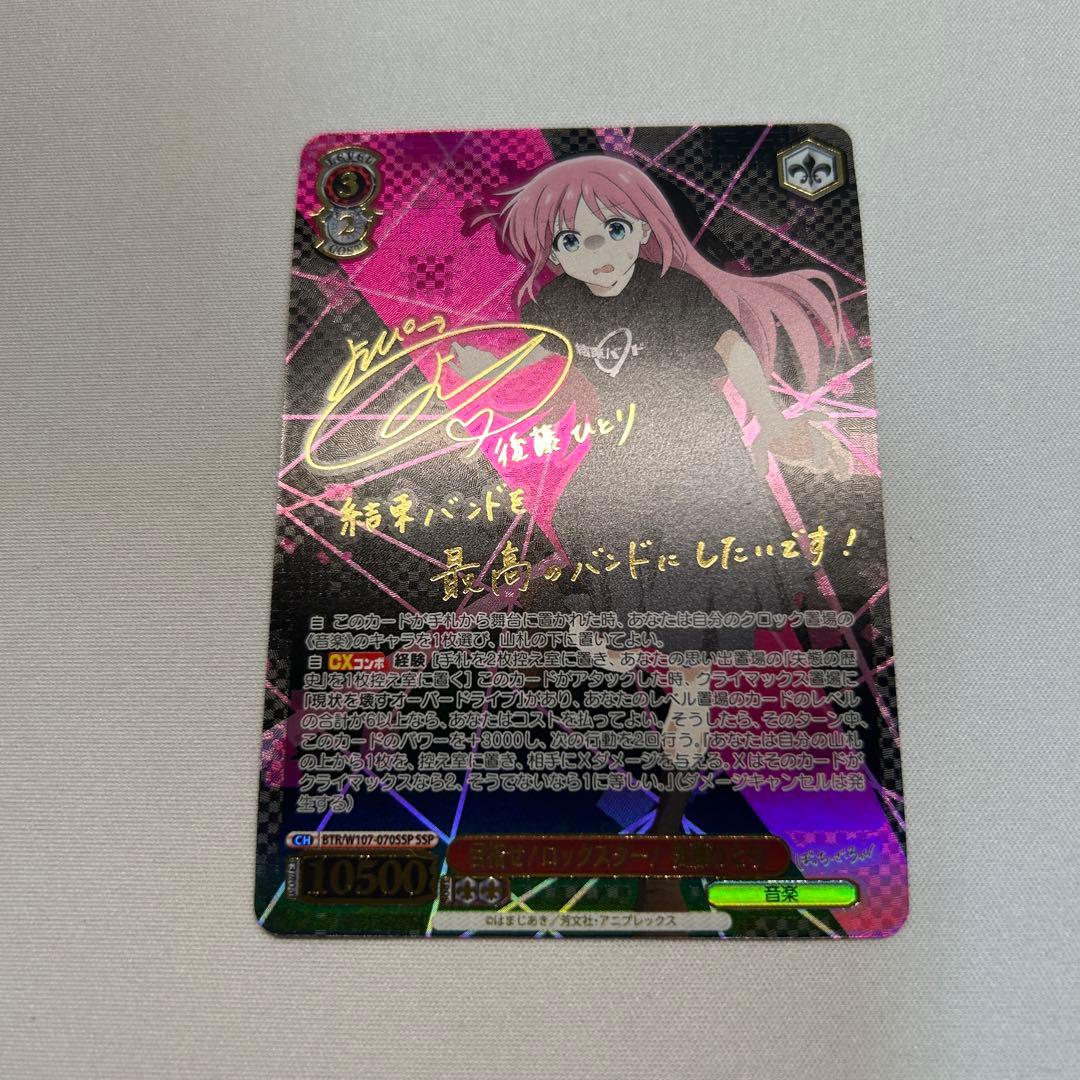 LEVEL
3
2
COST
結束バンド
よぴ→
後藤ひとり
結束バンドを
最高のバンドにしたいです!
自 このカードが手札から舞台に置かれた時、あなたは自分のクロック置場の
《音楽》のキャラを1枚選び、山札の下に置いてよい。
自 CXコンボ 経験 [手札を2枚控え室に置き、あなたの思い出置場の「失態の歴
史」を1枚控え室に置く] このカードがアタックした時、クライマックス置場に
「現状を壊すオーバードライブ」があり、あなたのレベル置場のカードのレベル
の合計が6以上なら、あなたはコストを払ってよい。そうしたら、そのターン中、
このカードのパワーを+3000し、次の行動を2回行う。『あなたは自分の山札
の上から1枚を、控え室に置き、相手にXダメージを与える。Xはそのカードが
クライマックスなら2、そうでないなら1に等しい。』(ダメージキャンセルは発
生する)
CH BTR/W107-070SSP SSP
10500
ぼっち・ざ・ろっく!
音楽
©はまじあき/芳文社・アニプレックス